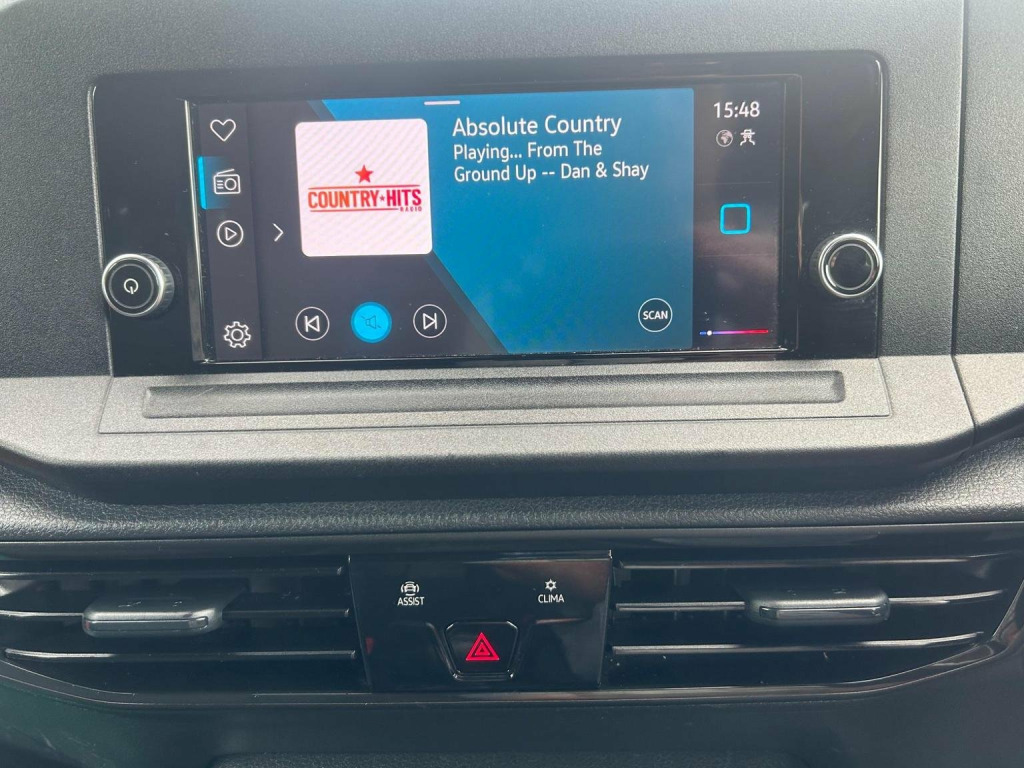 15:48
Absolute Country
Playing... From The
Ground Up -- Dan & Shay
COUNTRY★HITS
RADIO
SCAN
ASSIST
CLIMA